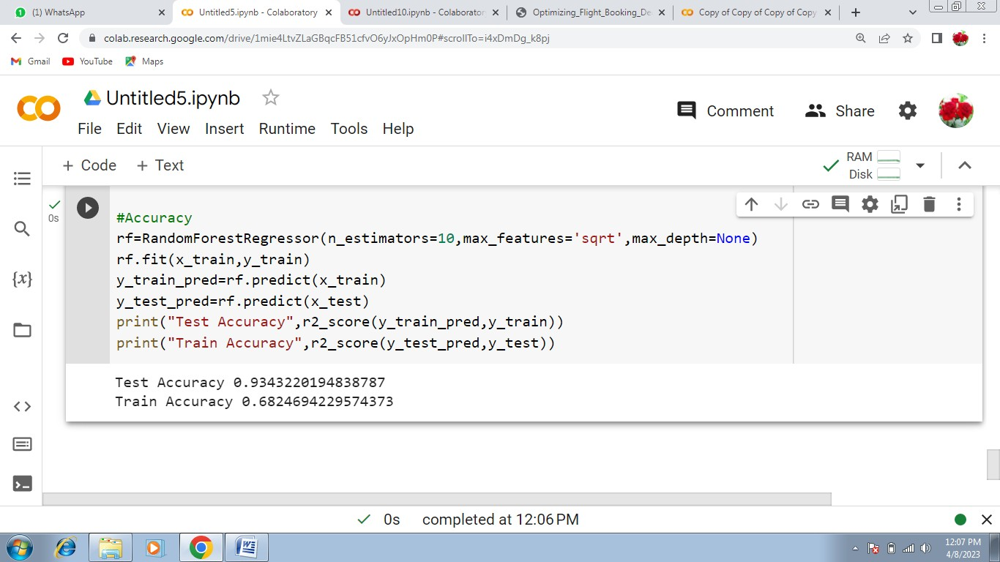 (1) WhatsApp
Untitled5.ipynb - Colaboratory
Untitled10.ipynb - Colaborator
Optimizing_Flight_Booking_De
Copy of Copy of Copy of Copy
colab.research.google.com/drive/1mie4LtvZLaGBqcFB51cfvO6yJxOpHm0P#scrollTo=i4xDmDg_k8pj
Gmail
YouTube
Maps
Untitled5.ipynb
Comment
Share
File Edit View Insert Runtime Tools Help
+ Code + Text
RAM
Disk
0s
#Accuracy
rf=RandomForestRegressor(n_estimators=10,max_features='sqrt',max_depth=None)
rf.fit(x_train,y_train)
y_train_pred=rf.predict(x_train)
y_test_pred=rf.predict(x_test)
print("Test Accuracy",r2_score(y_train_pred,y_train))
print("Train Accuracy",r2_score(y_test_pred,y_test))
Test Accuracy 0.9343220194838787
Train Accuracy 0.6824694229574373
{x}
0s completed at 12:06 PM
12:07 PM
4/8/2023